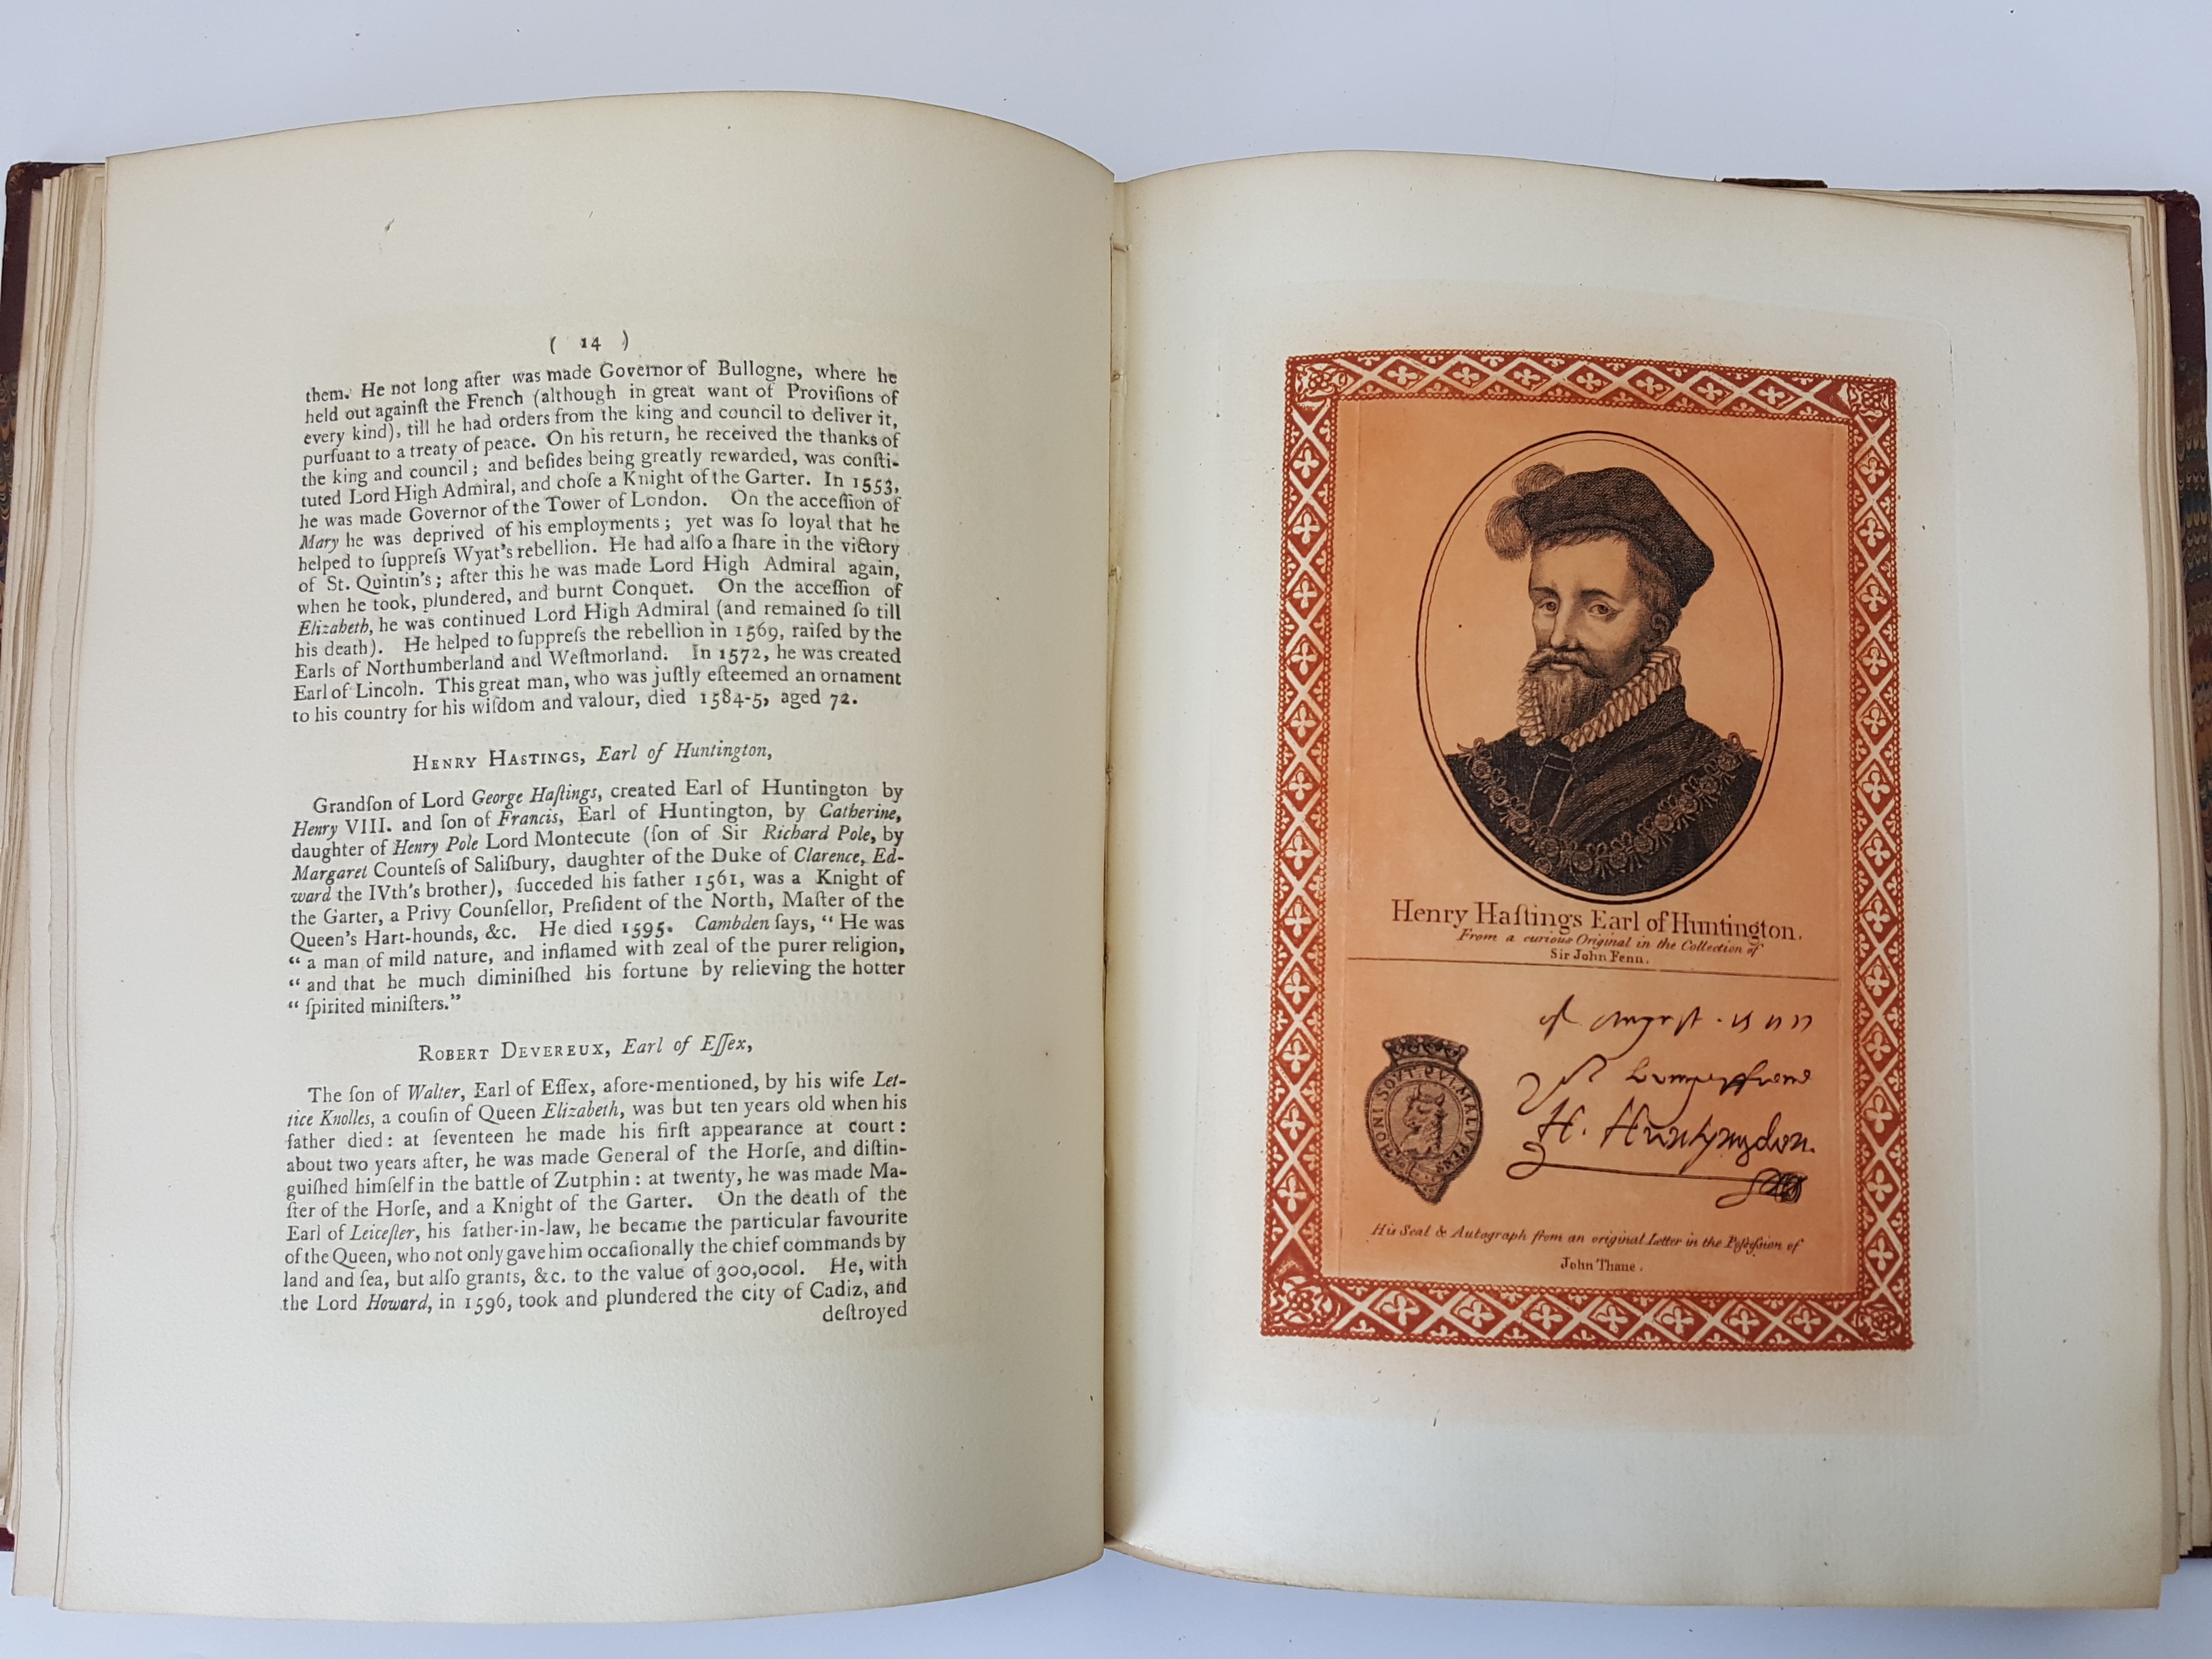 ( 14 )
them. He not long after was made Governor of Bullogne, where he
held out againſt the French (although in great want of Proviſions of
every kind), till he had orders from the king and council to deliver it,
purſuant to a treaty of peace. On his return, he received the thanks of
the king and council; and beſides being greatly rewarded, was conſti-
tuted Lord High Admiral, and choſe a Knight of the Garter. In 1553,
he was made Governor of the Tower of London. On the acceſſion of
Mary he was deprived of his employments; yet was ſo loyal that he
helped to ſuppreſs Wyat's rebellion. He had alſo a ſhare in the victory
of St. Quintin's; after this he was made Lord High Admiral again,
when he took, plundered, and burnt Conquet. On the acceſſion of
Elizabeth, he was continued Lord High Admiral (and remained ſo till
his death). He helped to ſuppreſs the rebellion in 1569, raiſed by the
Earls of Northumberland and Weſtmorland. In 1572, he was created
Earl of Lincoln. This great man, who was juſtly eſteemed an ornament
to his country for his wiſdom and valour, died 1584-5, aged 72.
HENRY HASTINGS, Earl of Huntington,
Grandſon of Lord George Haſtings, created Earl of Huntington by
Henry VIII. and ſon of Francis, Earl of Huntington, by Catherine,
daughter of Henry Pole Lord Montecute (ſon of Sir Richard Pole, by
Margaret Counteſs of Saliſbury, daughter of the Duke of Clarence, Ed-
ward the IVth's brother), ſucceded his father 1561, was a Knight of
the Garter, a Privy Counſellor, Preſident of the North, Maſter of the
Queen's Hart-hounds, &c. He died 1595. Cambden ſays, “ He was
“ a man of mild nature, and inflamed with zeal of the purer religion,
“ and that he much diminiſhed his fortune by relieving the hotter
“ ſpirited miniſters.”
ROBERT DEVEREUX, Earl of Eſſex,
The ſon of Walter, Earl of Eſſex, afore-mentioned, by his wife Let-
tice Knolles, a couſin of Queen Elizabeth, was but ten years old when his
father died: at ſeventeen he made his firſt appearance at court:
about two years after, he was made General of the Horſe, and diſtin-
guiſhed himſelf in the battle of Zutphin: at twenty, he was made Ma-
ſter of the Horſe, and a Knight of the Garter. On the death of the
Earl of Leiceſter, his father-in-law, he became the particular favourite
of the Queen, who not only gave him occaſionally the chief commands by
land and ſea, but alſo grants, &c. to the value of 300,000l. He, with
the Lord Howard, in 1596, took and plundered the city of Cadiz, and
deſtroyed
Henry Haſtings Earl of Huntington.
From a curious Original in the Collection of
Sir John Fenn.
of August
H. Huntyngdon.
HONI SOYT QVI MAL Y PENS
His Seal & Autograph from an original Letter in the Poſseſsion of
John Thane.